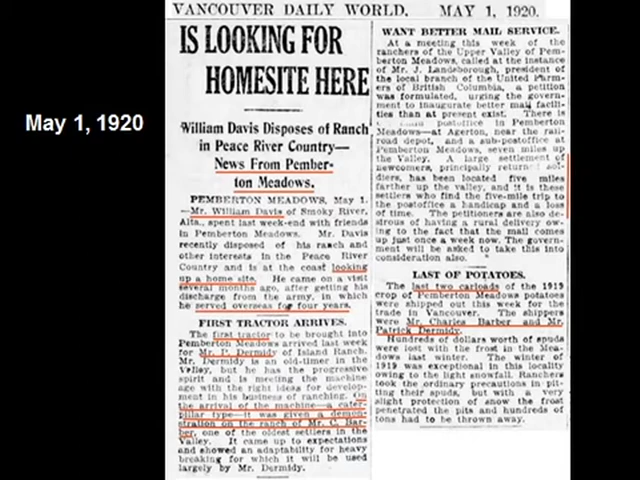 VANCOUVER DAILY WORLD. MAY 1, 1920.
May 1, 1920
IS LOOKING FOR
HOMESITE HERE
William Davis Disposes of Ranch
in Peace River Country—
News From Pember-
ton Meadows.
PEMBERTON MEADOWS, May 1.
—Mr. William Davis of Smoky River,
Alta., spent last week-end with friends
in Pemberton Meadows. Mr. Davis
recently disposed of his ranch and
other interests in the Peace River
Country and is at the coast looking
up a home site. He came on a visit
several months ago, after getting his
discharge from the army, in which
he served overseas for four years.
FIRST TRACTOR ARRIVES.
The first tractor to be brought into
Pemberton Meadows arrived last week
for Mr. P. Dermidy of Island Ranch.
Mr. Dermidy is an old-timer in the
Valley, but he has the progressive
spirit and is meeting the machine
age with the right ideas for develop-
ment in his business of ranching. On
the arrival of the machine—a cater-
pillar type—it was given a demon-
stration on the ranch of Mr. C. Bar-
ber, one of the oldest settlers in the
Valley. It came up to expectations
and showed an adaptability for heavy
breaking for which it will be used
largely by Mr. Dermidy.
WANT BETTER MAIL SERVICE.
At a meeting this week of the
ranchers of the Upper Valley of Pem-
berton Meadows, called at the instance
of Mr. J. Landsborough, president of
the local branch of the United Farm-
ers of British Columbia, a petition
was formulated, urging the govern-
ment to inaugurate better mail facili-
ties than at present exist. There is
postoffice in Pemberton
Meadows—at Agerton, near the rail-
road depot, and a sub-postoffice at
Pemberton Meadows, seven miles up
the Valley. A large settlement of
newcomers, principally returned sol-
diers, has been located five miles
farther up the valley, and it is these
settlers who find the five-mile trip to
the postoffice a handicap and a loss
of time. The petitioners are also de-
sirous of having a rural delivery ow-
ing to the fact that the mail comes
up just once a week now. The govern-
ment will be asked to take this into
consideration also.
LAST OF POTATOES.
The last two carloads of the 1919
crop of Pemberton Meadows potatoes
were shipped out this week for the
trade in Vancouver. The shippers
were Mr. Charles Barber and Mr.
Patrick Dermidy.
Hundreds of dollars worth of spuds
were lost with the frost in the Mea-
dows last winter. The winter of
1919 was exceptional in this locality
owing to the light snowfall. Ranchers
took the ordinary precautions in pit-
ting their spuds, but with a very
slight protection of snow the frost
penetrated the pits and hundreds of
tons had to be thrown away.